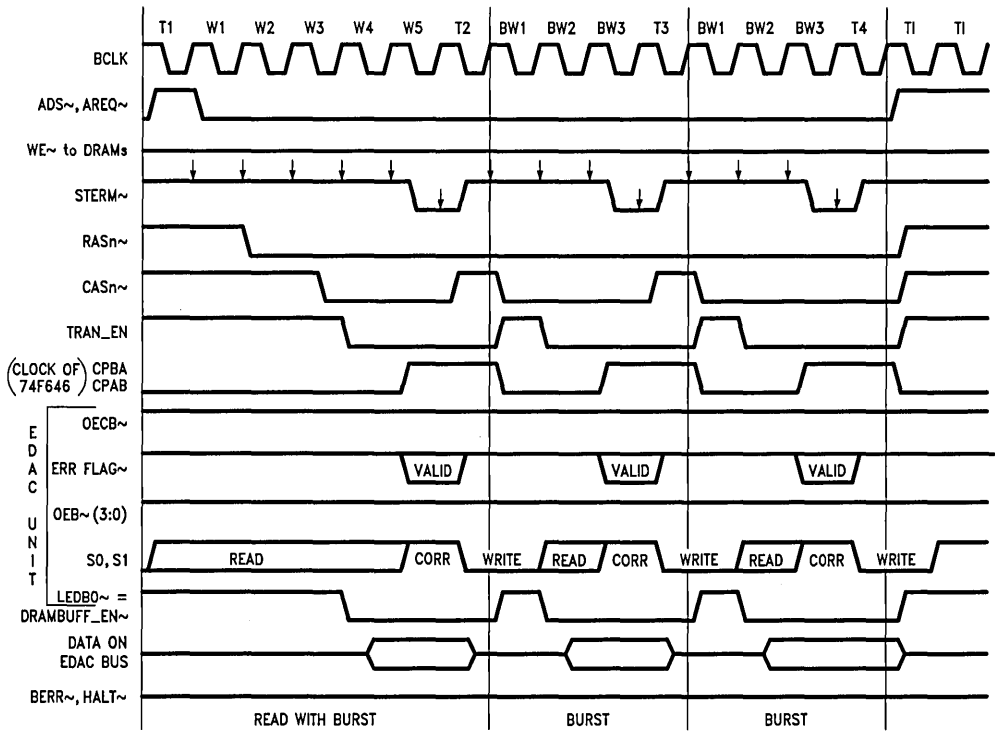 T1 W1 W2 W3 W4 W5 T2 BW1 BW2 BW3 T3 BW1 BW2 BW3 T4 TI TI
BCLK
ADS~, AREQ~
WE~ to DRAMs
STERM~
RASn~
CASn~
TRAN_EN
(CLOCK OF 74F646) CPBA
CPAB
EDAC UNIT
OECB~
ERR FLAG~ VALID VALID VALID
OEB~ (3:0)
S0, S1 READ CORR WRITE READ CORR WRITE READ CORR WRITE
LEDBO~ =
DRAMBUFF_EN~
DATA ON
EDAC BUS
BERR~, HALT~
READ WITH BURST BURST BURST